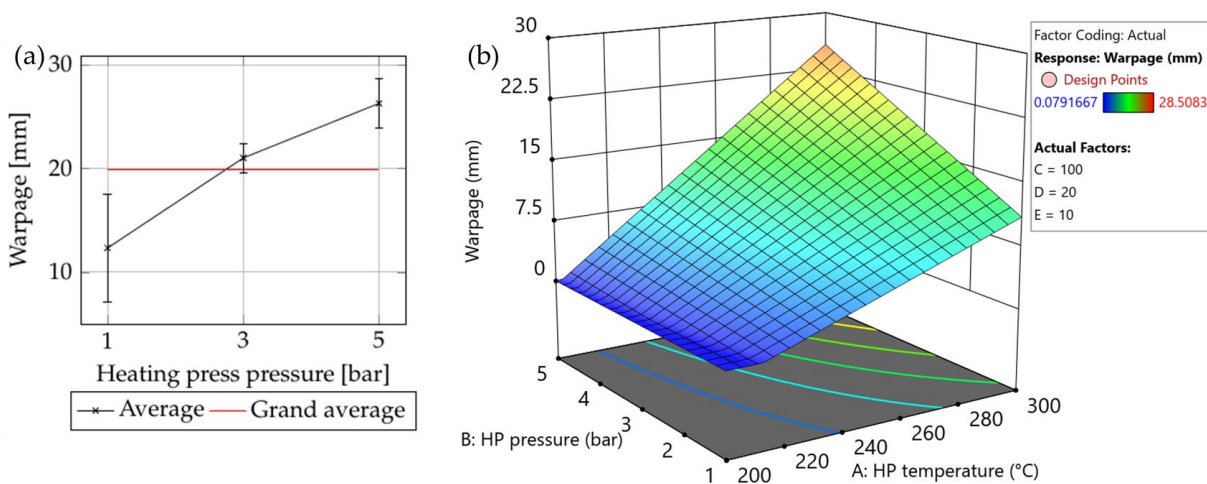 (a)
30
20
10
Warpage [mm]
1 3 5
Heating press pressure [bar]
Average Grand average
(b)
30
22.5
15
7.5
0
Warpage (mm)
5
4
3
2
1
B: HP pressure (bar)
200
220
240
260
280
300
A: HP temperature (°C)
Factor Coding: Actual
Response: Warpage (mm)
Design Points
0.0791667 28.5083
Actual Factors:
C = 100
D = 20
E = 10